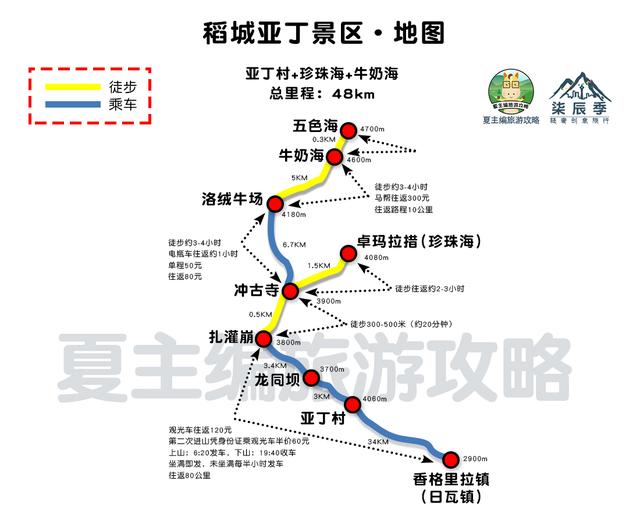 稻城亚丁景区·地图
亚丁村+珍珠海+牛奶海
总里程：48km
徒步
乘车
夏主编旅游攻略
夏主编旅游攻略
柒辰季
轻奢创意旅行
五色海
4700m
0.3KM
牛奶海
4600m
5KM
徒步约3-4小时
马帮往返300元
往返路程10公里
洛绒牛场
4180m
徒步约3-4小时
电瓶车往返约1小时
单程50元
往返80元
6.7KM
卓玛拉措(珍珠海)
4080m
1.5KM
冲古寺
3900m
徒步往返约2-3小时
0.5KM
徒步300-500米（约20分钟）
扎灌崩
3800m
夏主编旅游攻略
3.4KM
龙同坝
3700m
3KM
亚丁村
4060m
观光车往返120元
第二次进山凭身份证乘观光车半价60元
上山：6:20发车，下山：19:40收车
坐满即发，未坐满每半小时发车
往返80公里
34KM
2900m
香格里拉镇
(日瓦镇)